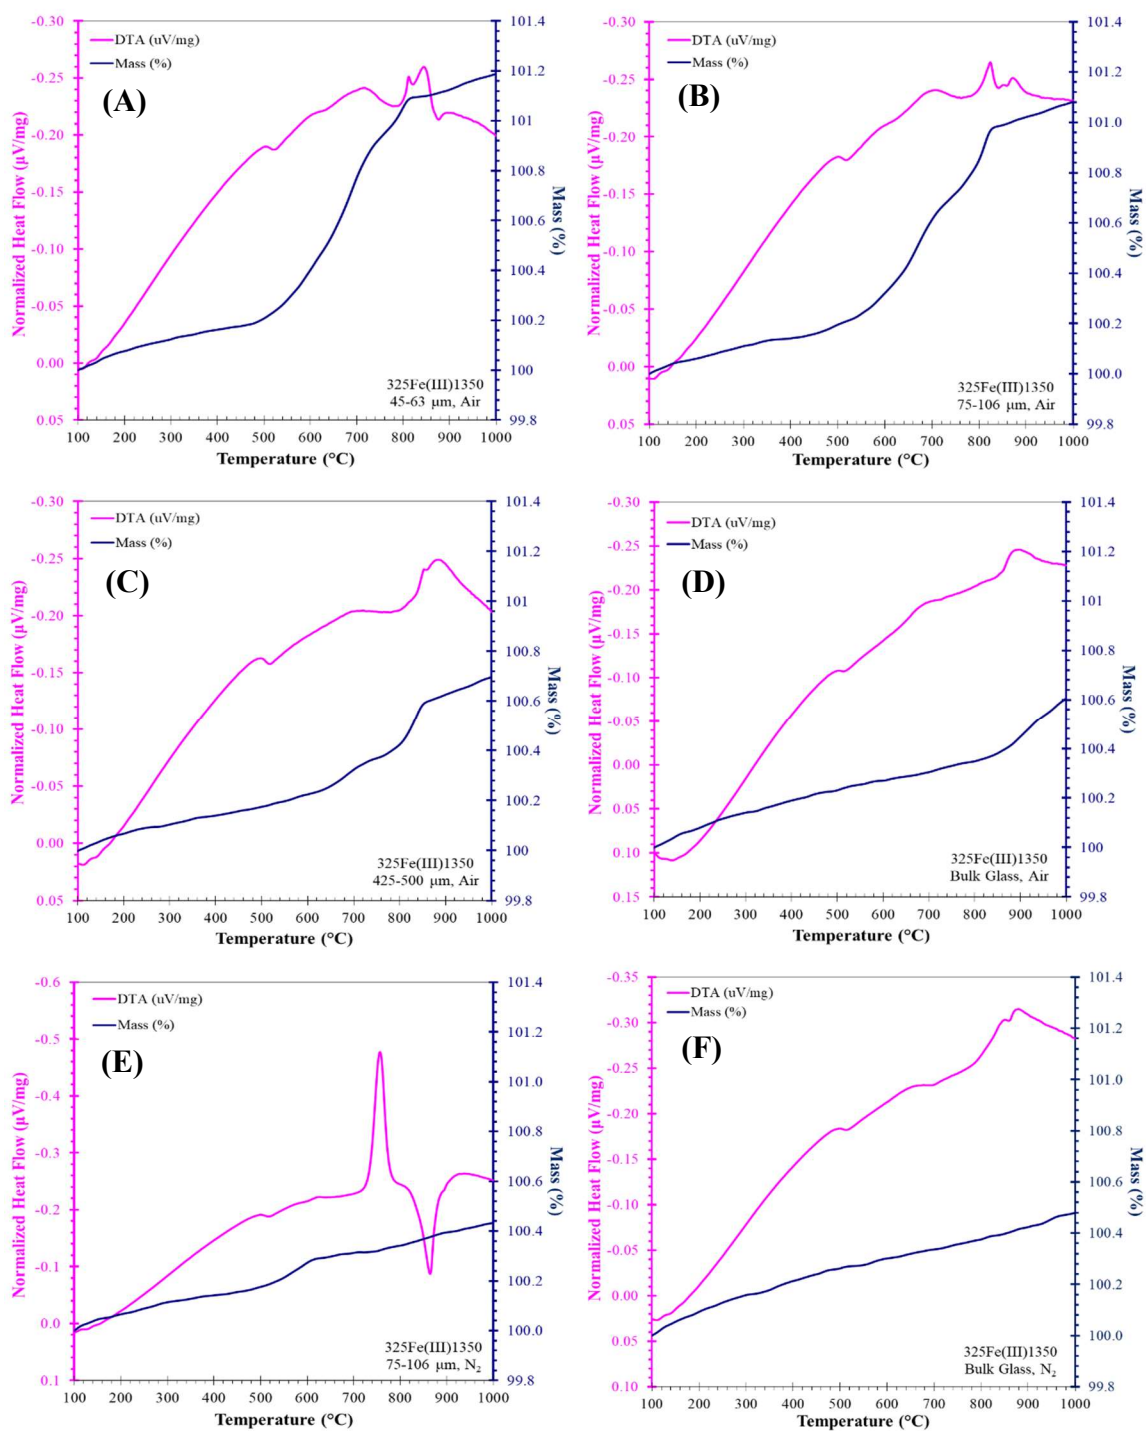 Normalized Heat Flow (µV/mg)
-0.30
-0.25
-0.20
-0.15
-0.10
-0.05
0.00
0.05
DTA (uV/mg)
Mass (%)
(A)
325Fe(III)1350
45-63 µm, Air
101.4
101.2
101
100.8
100.6
100.4
100.2
100
99.8
Mass (%)
100 200 300 400 500 600 700 800 900 1000
Temperature (°C)
Normalized Heat Flow (µV/mg)
-0.30
-0.25
-0.20
-0.15
-0.10
-0.05
0.00
0.05
DTA (uV/mg)
Mass (%)
(B)
325Fe(III)1350
75-106 µm, Air
101.4
101.2
101.0
100.8
100.6
100.4
100.2
100.0
99.8
Mass (%)
100 200 300 400 500 600 700 800 900 1000
Temperature (°C)
Normalized Heat Flow (µV/mg)
-0.30
-0.25
-0.20
-0.15
-0.10
-0.05
0.00
0.05
DTA (uV/mg)
Mass (%)
(C)
325Fe(III)1350
425-500 µm, Air
101.4
101.2
101
100.8
100.6
100.4
100.2
100
99.8
Mass (%)
100 200 300 400 500 600 700 800 900 1000
Temperature (°C)
Normalized Heat Flow (µV/mg)
-0.30
-0.25
-0.20
-0.15
-0.10
-0.05
0.00
0.05
0.10
0.15
DTA (uV/mg)
Mass (%)
(D)
325Fe(III)1350
Bulk Glass, Air
101.4
101.2
101.0
100.8
100.6
100.4
100.2
100.0
99.8
Mass (%)
100 200 300 400 500 600 700 800 900 1000
Temperature (°C)
Normalized Heat Flow (µV/mg)
-0.6
-0.5
-0.4
-0.3
-0.2
-0.1
0.0
0.1
DTA (uV/mg)
Mass (%)
(E)
325Fe(III)1350
75-106 µm, N₂
101.4
101.2
101.0
100.8
100.6
100.4
100.2
100.0
99.8
Mass (%)
100 200 300 400 500 600 700 800 900 1000
Temperature (°C)
Normalized Heat Flow (µV/mg)
-0.35
-0.30
-0.25
-0.20
-0.15
-0.10
-0.05
0.00
0.05
0.10
DTA (uV/mg)
Mass (%)
(F)
325Fe(III)1350
Bulk Glass, N₂
101.4
101.2
101.0
100.8
100.6
100.4
100.2
100.0
99.8
Mass (%)
100 200 300 400 500 600 700 800 900 1000
Temperature (°C)